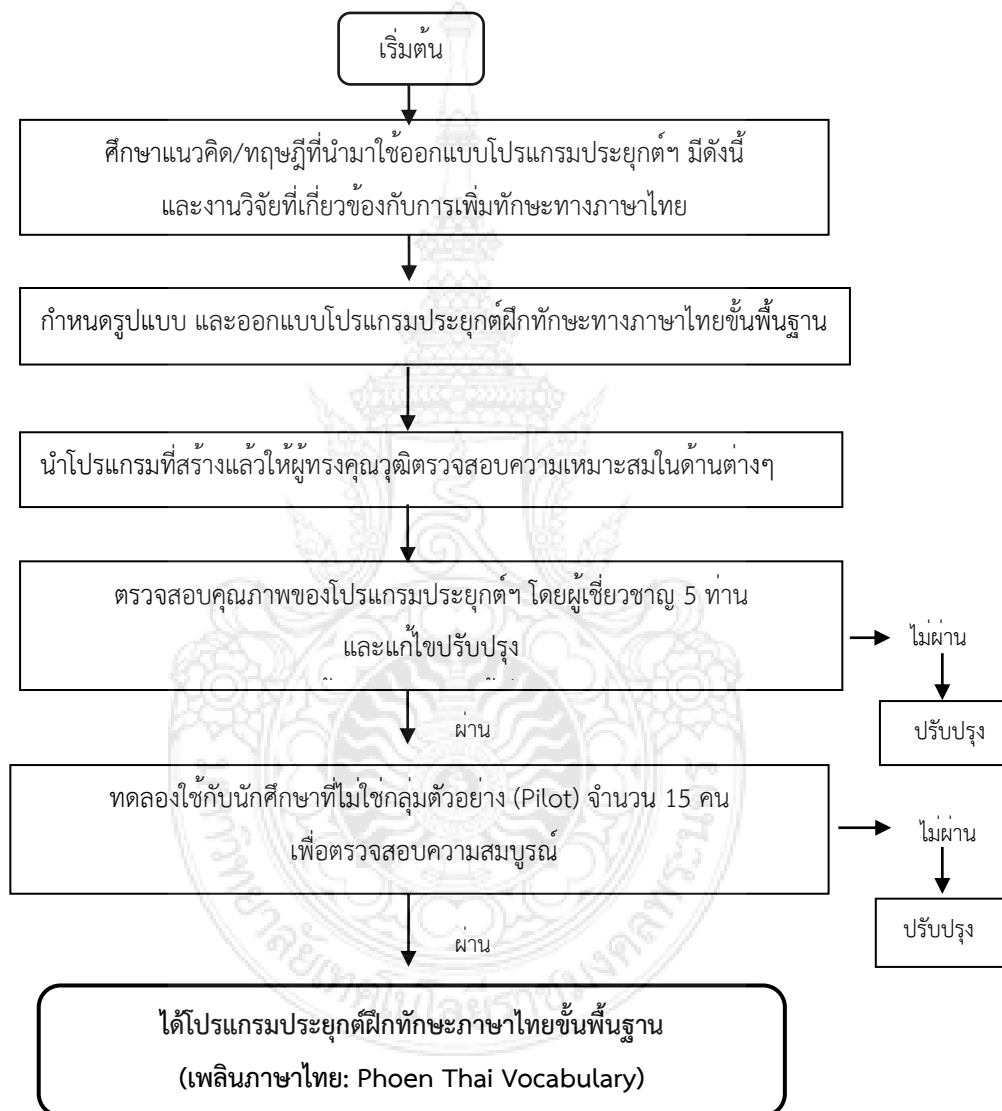 เริ่มต้น
ศึกษาแนวคิด/ทฤษฎีที่นำมาใช้ออกแบบโปรแกรมประยุกต์ฯ มีดังนี้
และงานวิจัยที่เกี่ยวข้องกับการเพิ่มทักษะทางภาษาไทย
กำหนดรูปแบบ และออกแบบโปรแกรมประยุกต์ฝึกทักษะทางภาษาไทยขั้นพื้นฐาน
นำโปรแกรมที่สร้างแล้วให้ผู้ทรงคุณวุฒิตรวจสอบความเหมาะสมในด้านต่างๆ
ตรวจสอบคุณภาพของโปรแกรมประยุกต์ฯ โดยผู้เชี่ยวชาญ 5 ท่าน
และแก้ไขปรับปรุง
ไม่ผ่าน
ปรับปรุง
ผ่าน
ทดลองใช้กับนักศึกษาที่ไม่ใช่กลุ่มตัวอย่าง (Pilot) จำนวน 15 คน
เพื่อตรวจสอบความสมบูรณ์
ไม่ผ่าน
ปรับปรุง
ผ่าน
ได้โปรแกรมประยุกต์ฝึกทักษะภาษาไทยขั้นพื้นฐาน
(เพลินภาษาไทย: Phoen Thai Vocabulary)